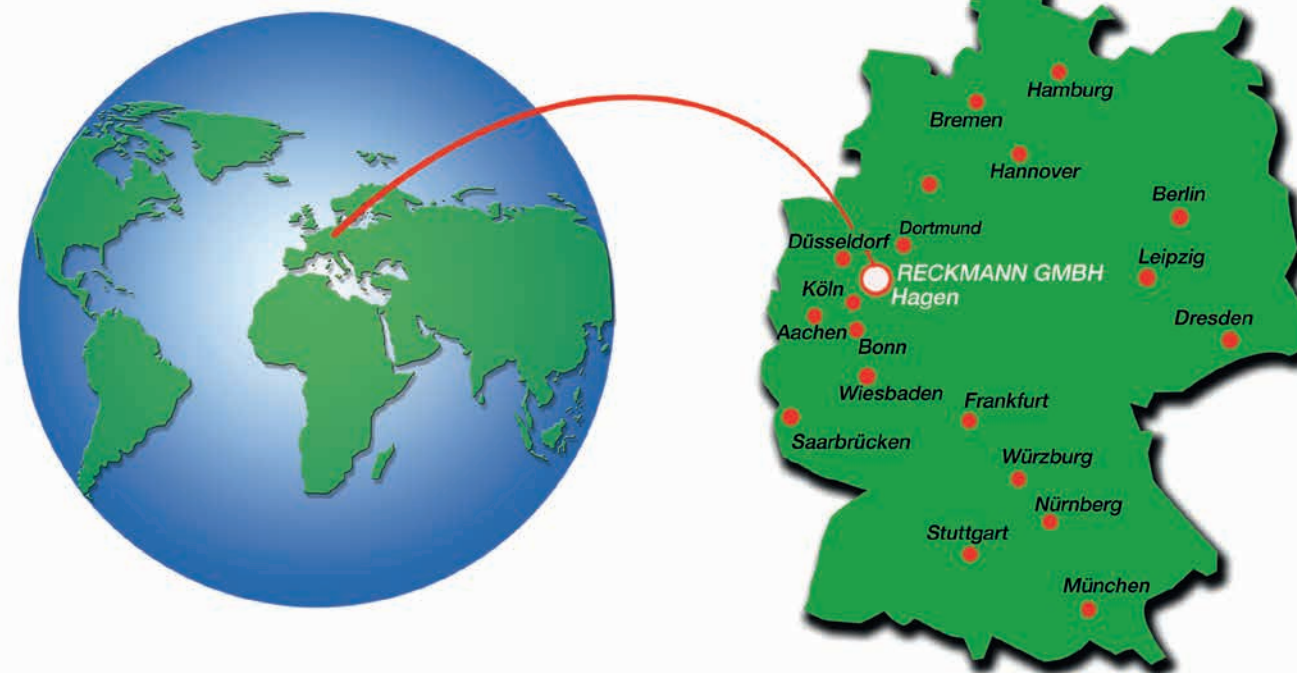 Hamburg
Bremen
Hannover
Berlin
Dortmund
Düsseldorf
Leipzig
RECKMANN GMBH
Hagen
Köln
Dresden
Aachen
Bonn
Wiesbaden
Frankfurt
Saarbrücken
Würzburg
Nürnberg
Stuttgart
München